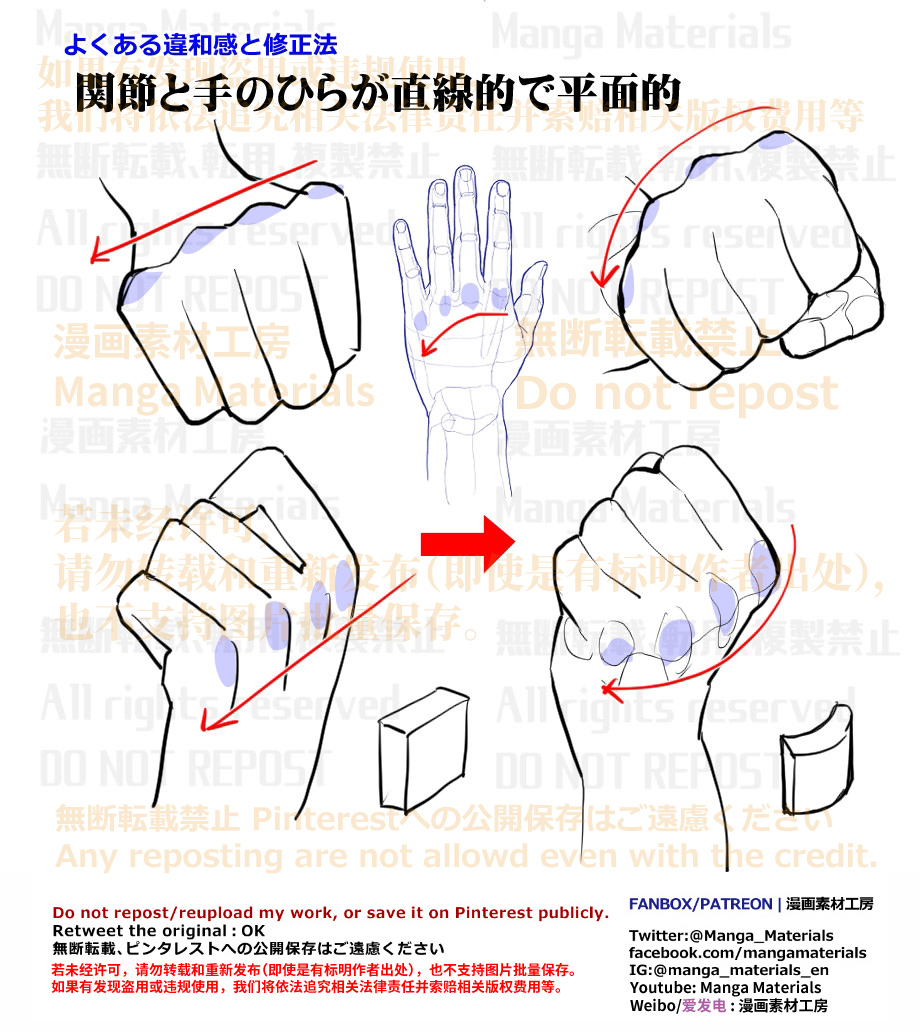 よくある違和感と修正法
関節と手のひらが直線的で平面的
Manga Materials
Manga Materials
如果有发现盗用或违规使用
我们将依法追究相关法律责任并索赔相关版权费用等
無断転載、転用、複製禁止
無断転載、転用、複製禁止
All rights reserved
All rights reserved
DO NOT REPOST
DO NOT REPOST
漫画素材工房
無断転載禁止
Manga Materials
Do not repost
漫画素材工房
漫画素材工房
Manga Materials
Manga Materials
若未经许可,
请勿转载和重新发布(即使是有标明作者出处),
也不支持图片批量保存。
無断転載、転用、複製禁止
無断転載、転用、複製禁止
All rights reserved
All rights reserved
DO NOT REPOST
DO NOT REPOST
無断転載禁止 Pinterestへの公開保存はご遠慮ください
Any reposting are not allowd even with the credit.
Do not repost/reupload my work, or save it on Pinterest publicly.
Retweet the original : OK
無断転載、ピンタレストへの公開保存はご遠慮ください
若未经许可，请勿转载和重新发布(即使是有标明作者出处)，也不支持图片批量保存。
如果有发现盗用或违规使用，我们将依法追究相关法律责任并索赔相关版权费用等。
FANBOX/PATREON | 漫画素材工房
Twitter:@Manga_Materials
facebook.com/mangamaterials
IG:@manga_materials_en
Youtube: Manga Materials
Weibo/爱发电 : 漫画素材工房